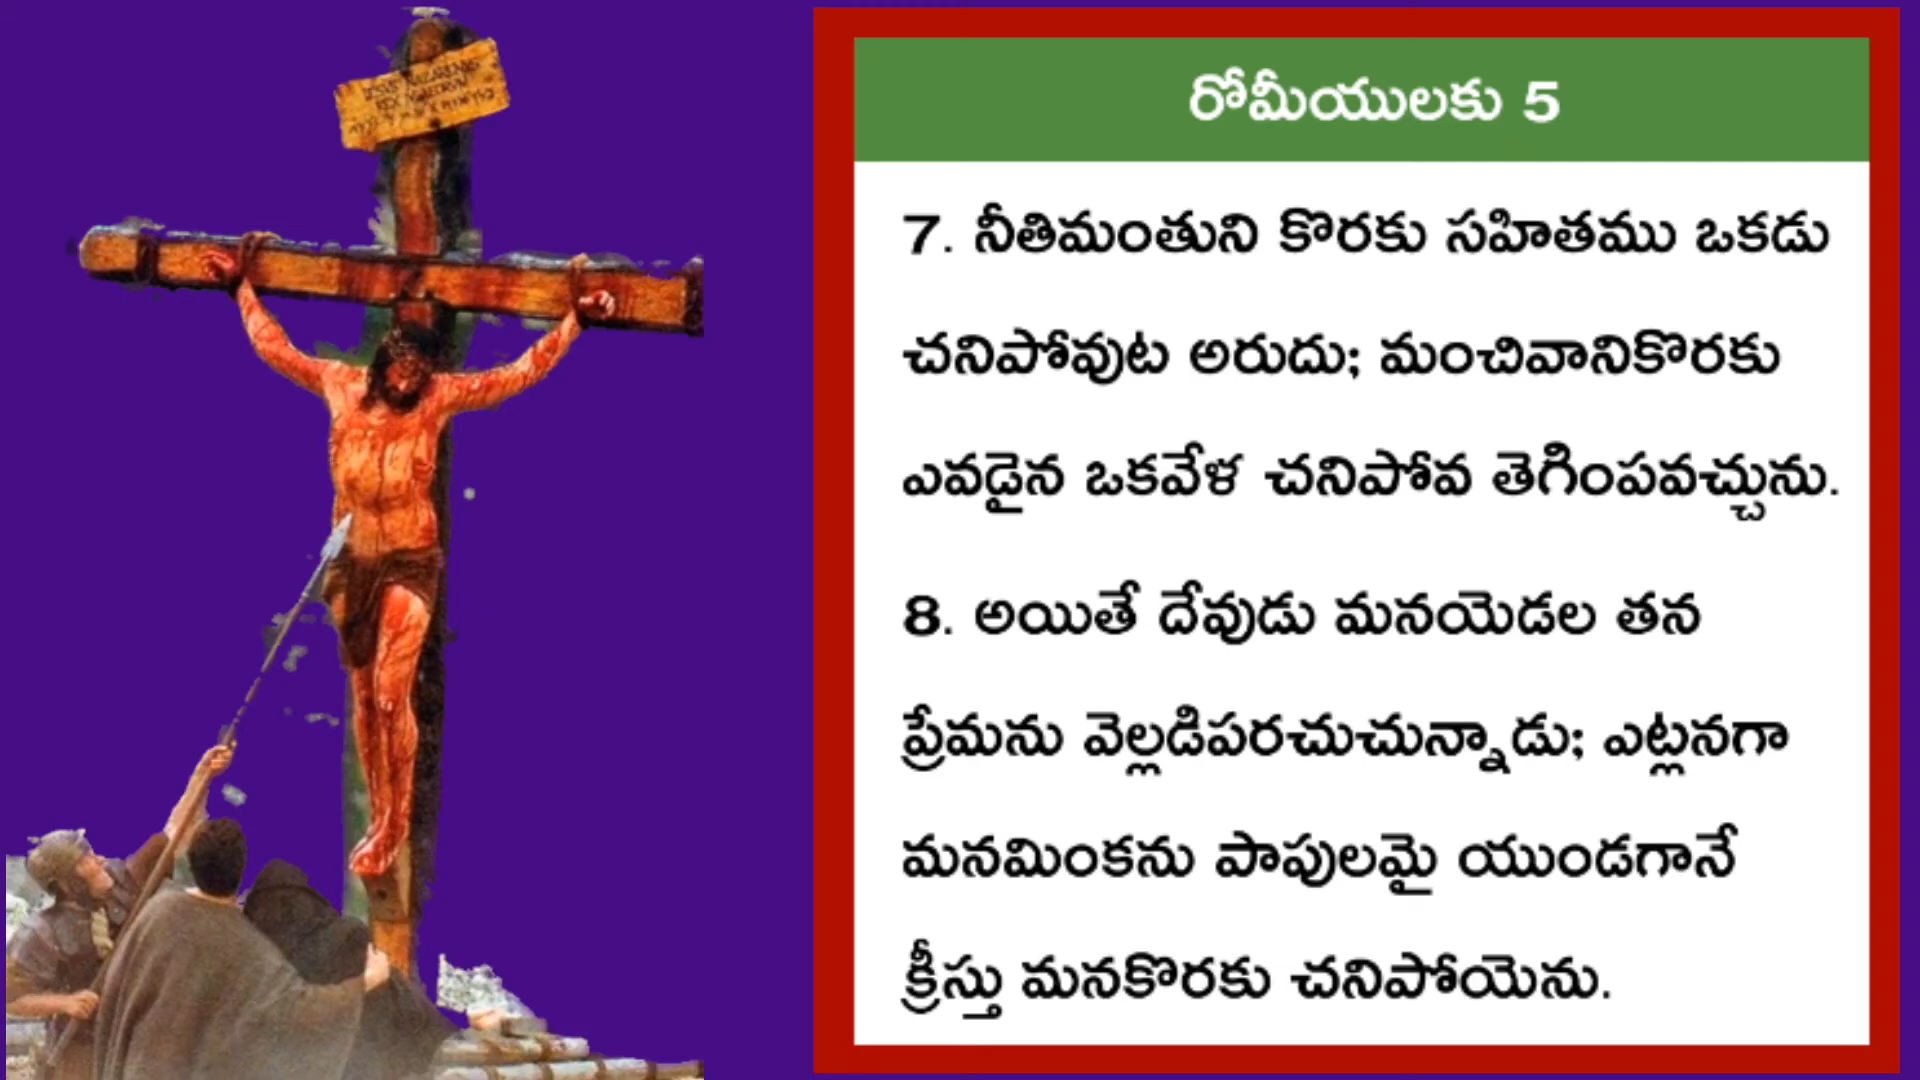 రోమీయులకు 5
7. నీతిమంతుని కొరకు సహితము ఒకడు
చనిపోవుట అరుదు; మంచివానికొరకు
ఎవడైన ఒకవేళ చనిపోవ తెగింపవచ్చును.
8. అయితే దేవుడు మనయెడల తన
ప్రేమను వెల్లడిపరచుచున్నాడు; ఎట్లనగా
మనమింకను పాపులమై యుండగానే
క్రీస్తు మనకొరకు చనిపోయెను.